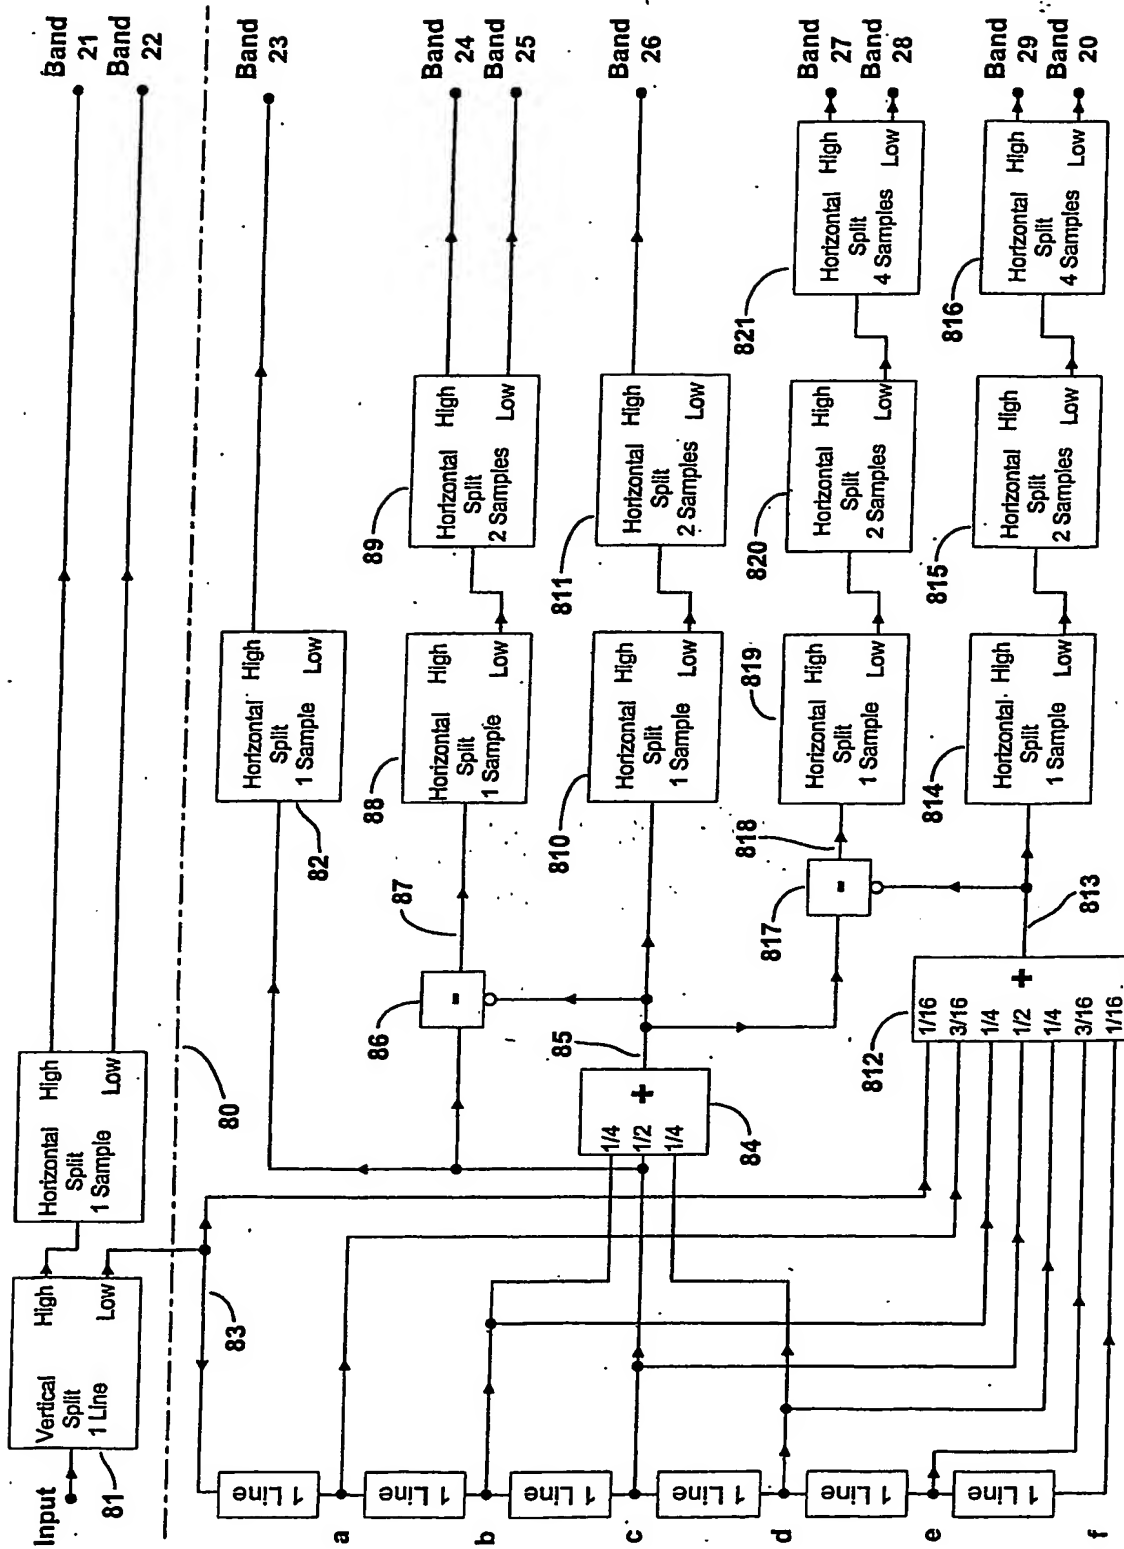 Input
81
Vertical
Split
1 Line
High
Low
Horizontal
Split
1 Sample
High
Low
Band
21
Band
22
80
83
Horizontal
Split
1 Sample
High
Low
82
Band
23
86
-
87
88
Horizontal
Split
1 Sample
High
Low
89
Horizontal
Split
2 Samples
High
Low
Band
24
Band
25
1/4
1/2
1/4
+
84
85
810
Horizontal
Split
1 Sample
High
Low
811
Horizontal
Split
2 Samples
High
Low
Band
26
817
-
818
819
Horizontal
Split
1 Sample
High
Low
820
Horizontal
Split
2 Samples
High
Low
821
Horizontal
Split
4 Samples
High
Low
Band
27
Band
28
812
1/16
3/16
1/4
1/2
1/4
3/16
1/16
+
813
814
Horizontal
Split
1 Sample
High
Low
815
Horizontal
Split
2 Samples
High
Low
816
Horizontal
Split
4 Samples
High
Low
Band
29
Band
20
1 Line
a
1 Line
b
1 Line
c
1 Line
d
1 Line
e
1 Line
f